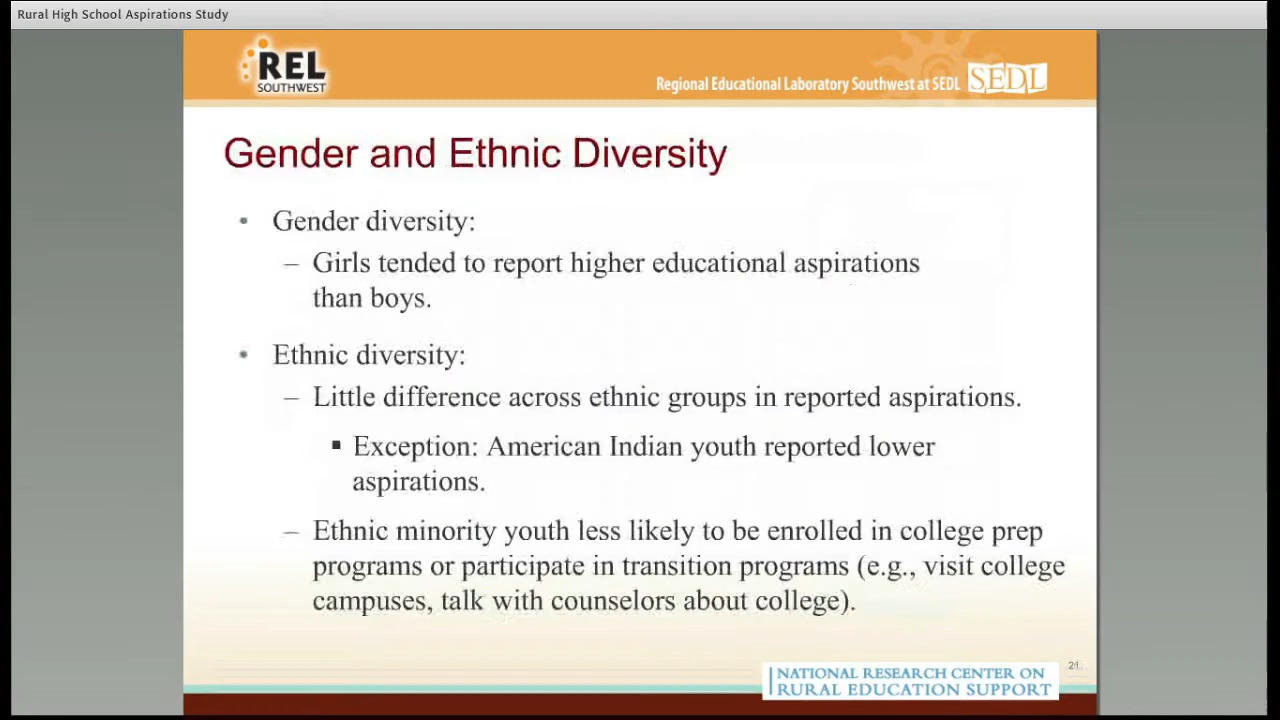 Rural High School Aspirations Study
REL
SOUTHWEST
Regional Educational Laboratory Southwest at SEDL
SEDL
Gender and Ethnic Diversity
• Gender diversity:
– Girls tended to report higher educational aspirations
than boys.
• Ethnic diversity:
– Little difference across ethnic groups in reported aspirations.
▪ Exception: American Indian youth reported lower
aspirations.
– Ethnic minority youth less likely to be enrolled in college prep
programs or participate in transition programs (e.g., visit college
campuses, talk with counselors about college).
NATIONAL RESEARCH CENTER ON
RURAL EDUCATION SUPPORT